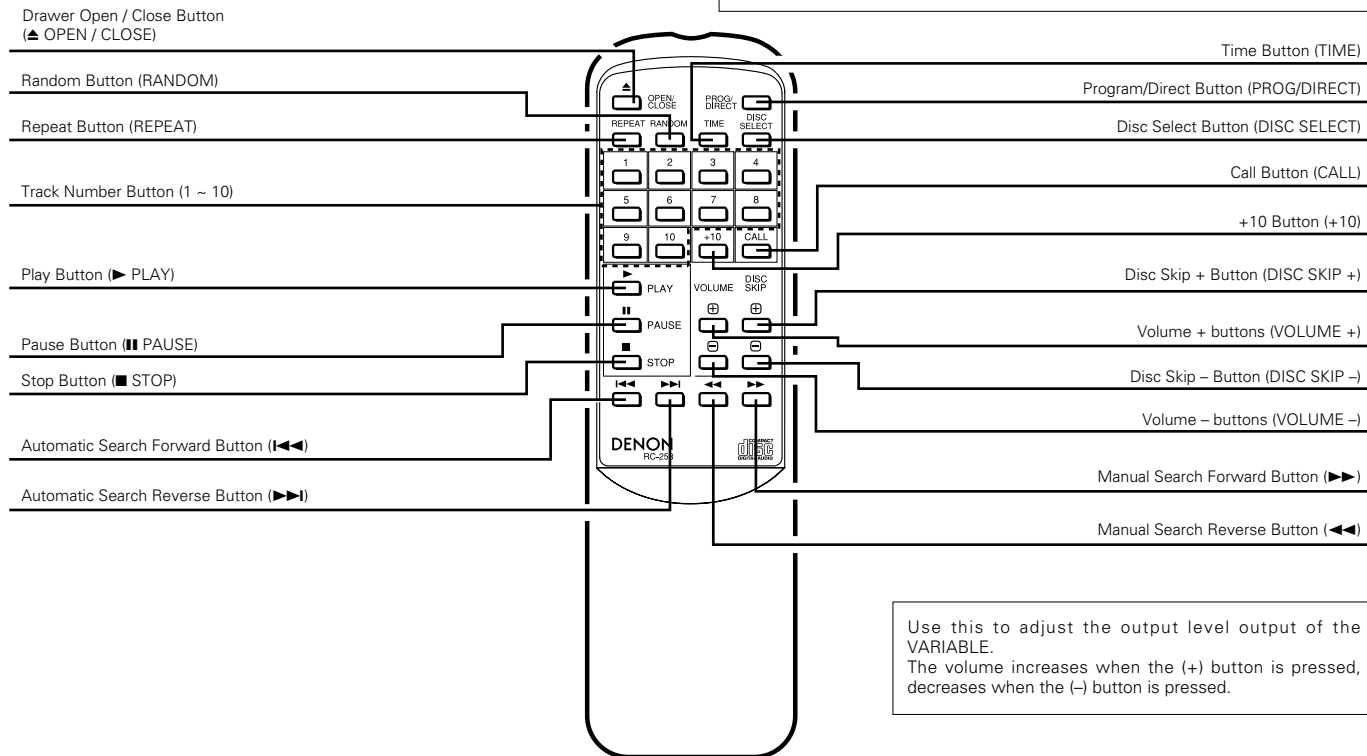 Drawer Open / Close Button
(⏏ OPEN / CLOSE)
Random Button (RANDOM)
Repeat Button (REPEAT)
Track Number Button (1 ~ 10)
Play Button (► PLAY)
Pause Button (❚❚ PAUSE)
Stop Button (■ STOP)
Automatic Search Forward Button (I◄◄)
Automatic Search Reverse Button (►►I)
⏏ OPEN/
CLOSE
PROG/
DIRECT
REPEAT RANDOM TIME DISC
SELECT
1 2 3 4
5 6 7 8
9 10 +10 CALL
► PLAY
VOLUME DISC
SKIP
❚❚ PAUSE
⊕ ⊕
■ STOP
⊖ ⊖
I◄◄ ►►I ◄◄ ►►
DENON
RC-253
COMPACT
disc
DIGITAL AUDIO
Time Button (TIME)
Program/Direct Button (PROG/DIRECT)
Disc Select Button (DISC SELECT)
Call Button (CALL)
+10 Button (+10)
Disc Skip + Button (DISC SKIP +)
Volume + buttons (VOLUME +)
Disc Skip – Button (DISC SKIP –)
Volume – buttons (VOLUME –)
Manual Search Forward Button (►►)
Manual Search Reverse Button (◄◄)
Use this to adjust the output level output of the
VARIABLE.
The volume increases when the (+) button is pressed,
decreases when the (–) button is pressed.